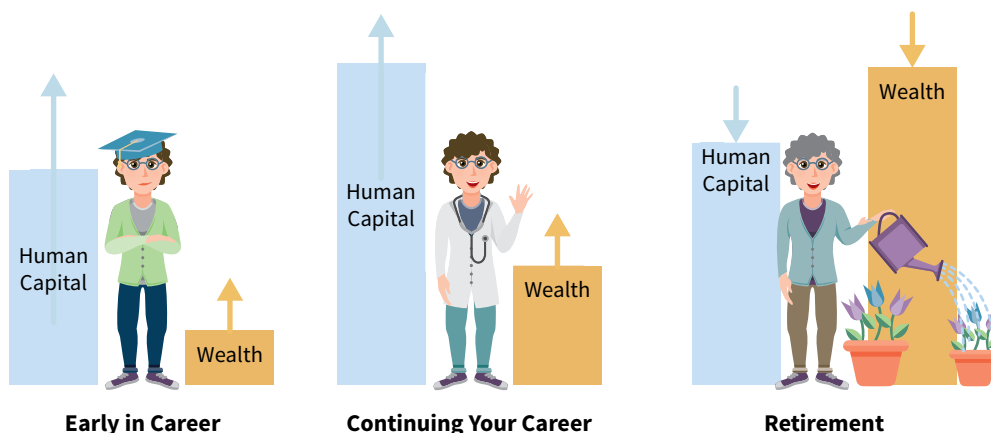 Human
Capital
Wealth
Early in Career
Human
Capital
Wealth
Continuing Your Career
Human
Capital
Wealth
Retirement